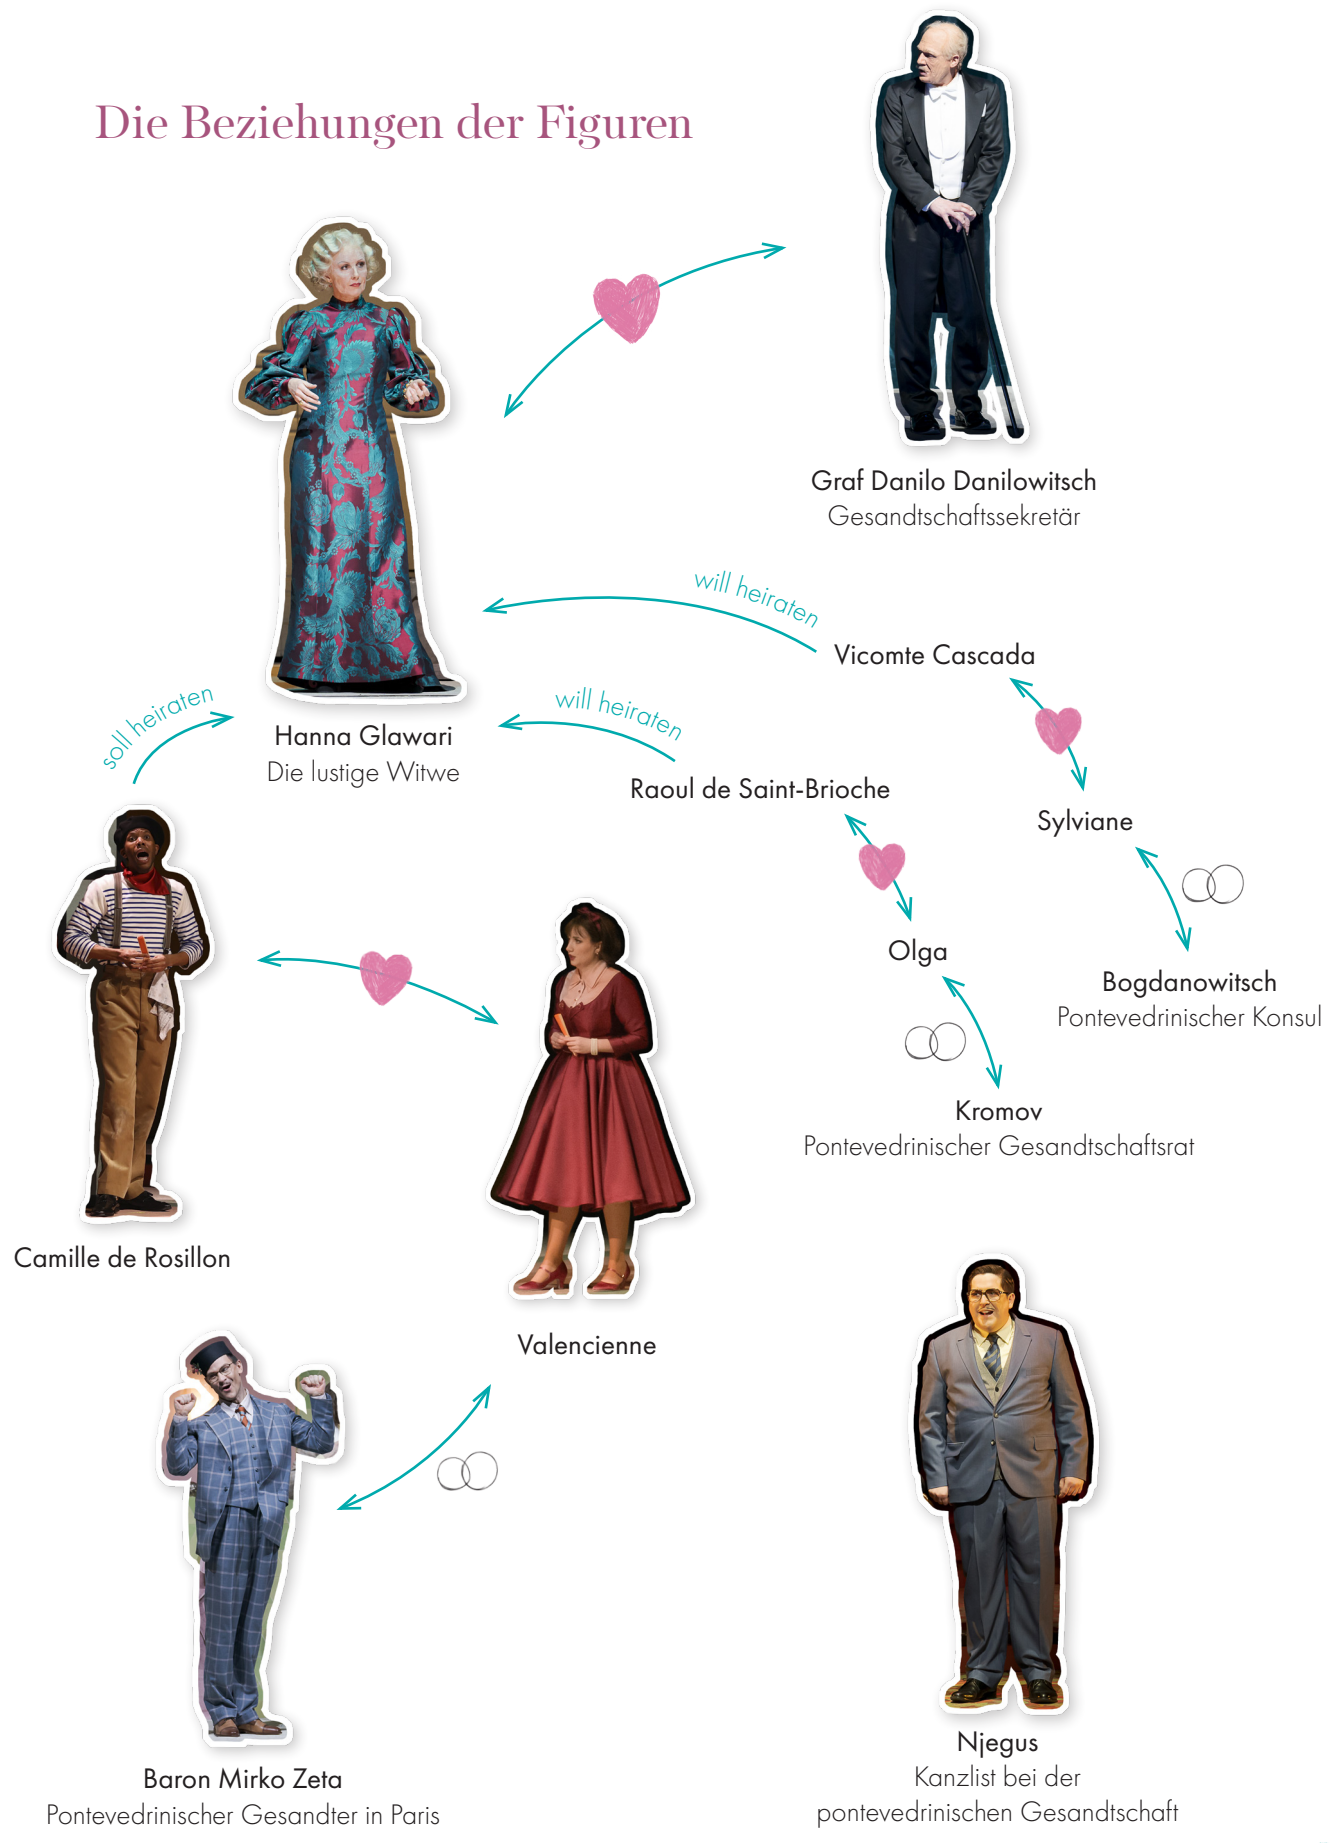 Die Beziehungen der Figuren
Graf Danilo Danilowitsch
Gesandtschaftssekretär
will heiraten
Vicomte Cascada
soll heiraten
will heiraten
Hanna Glawari
Die lustige Witwe
Raoul de Saint-Brioche
Sylviane
Olga
Bogdanowitsch
Pontevedrinischer Konsul
Kromov
Pontevedrinischer Gesandtschaftsrat
Camille de Rosillon
Valencienne
Njegus
Kanzlist bei der
pontevedrinischen Gesandtschaft
Baron Mirko Zeta
Pontevedrinischer Gesandter in Paris